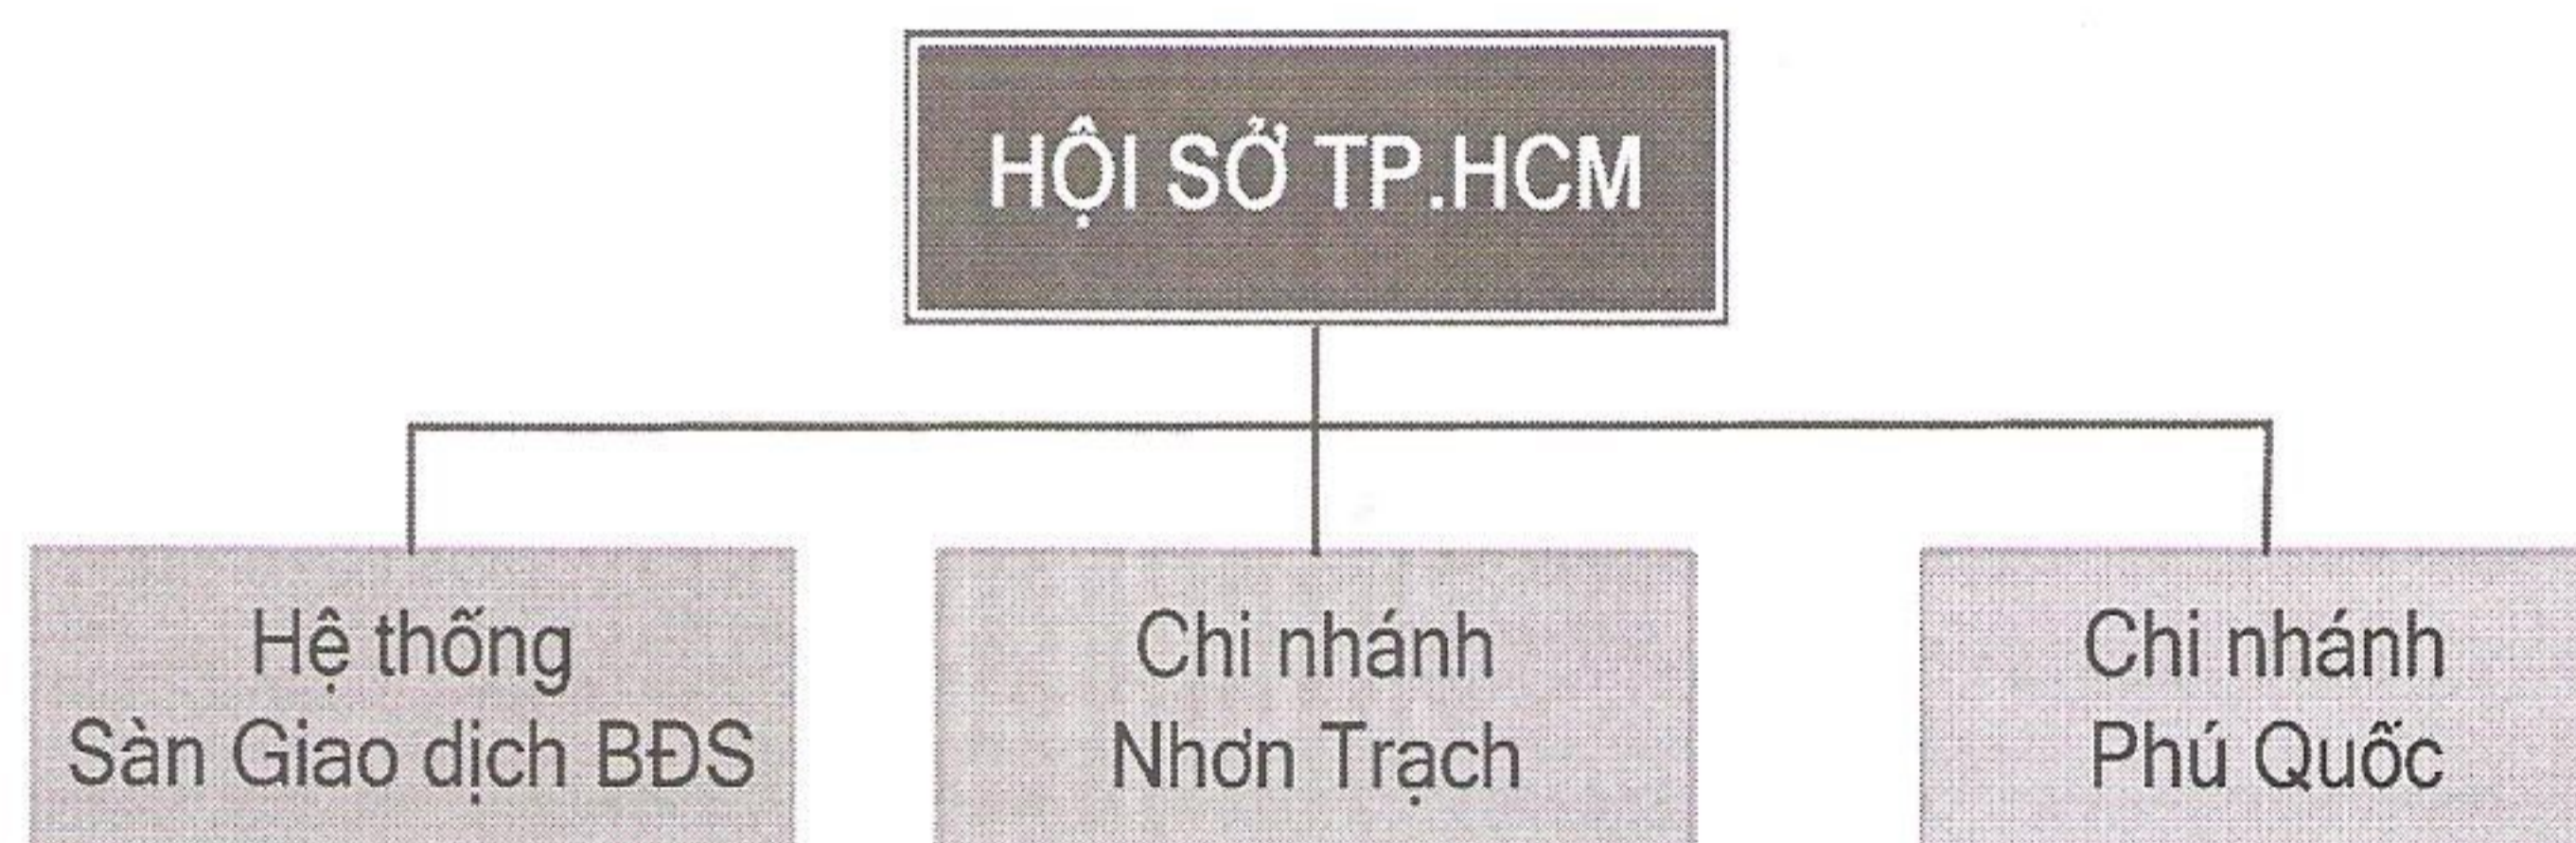 HỘI SỞ TP.HCM
Hệ thống
Sàn Giao dịch BĐS
Chi nhánh
Nhơn Trạch
Chi nhánh
Phú Quốc